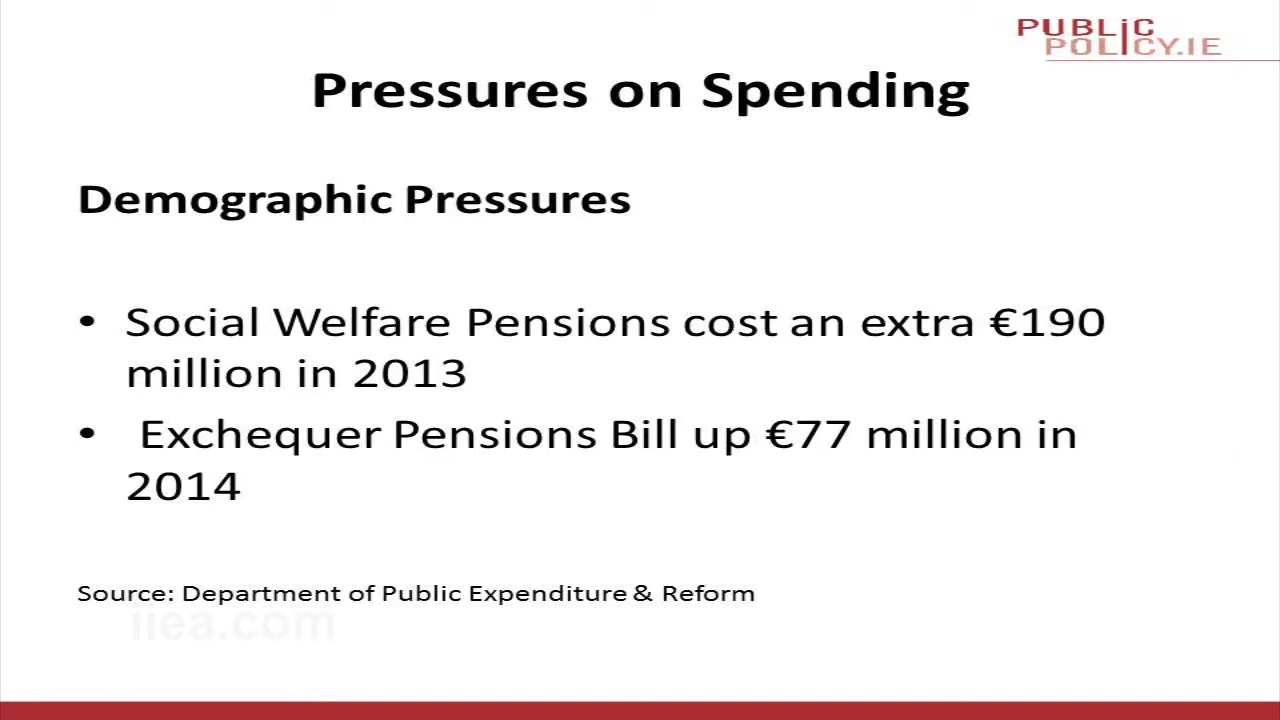 PUBLIC
POLICY.IE
Pressures on Spending
Demographic Pressures
• Social Welfare Pensions cost an extra €190
million in 2013
• Exchequer Pensions Bill up €77 million in
2014
Source: Department of Public Expenditure & Reform
iiea.com